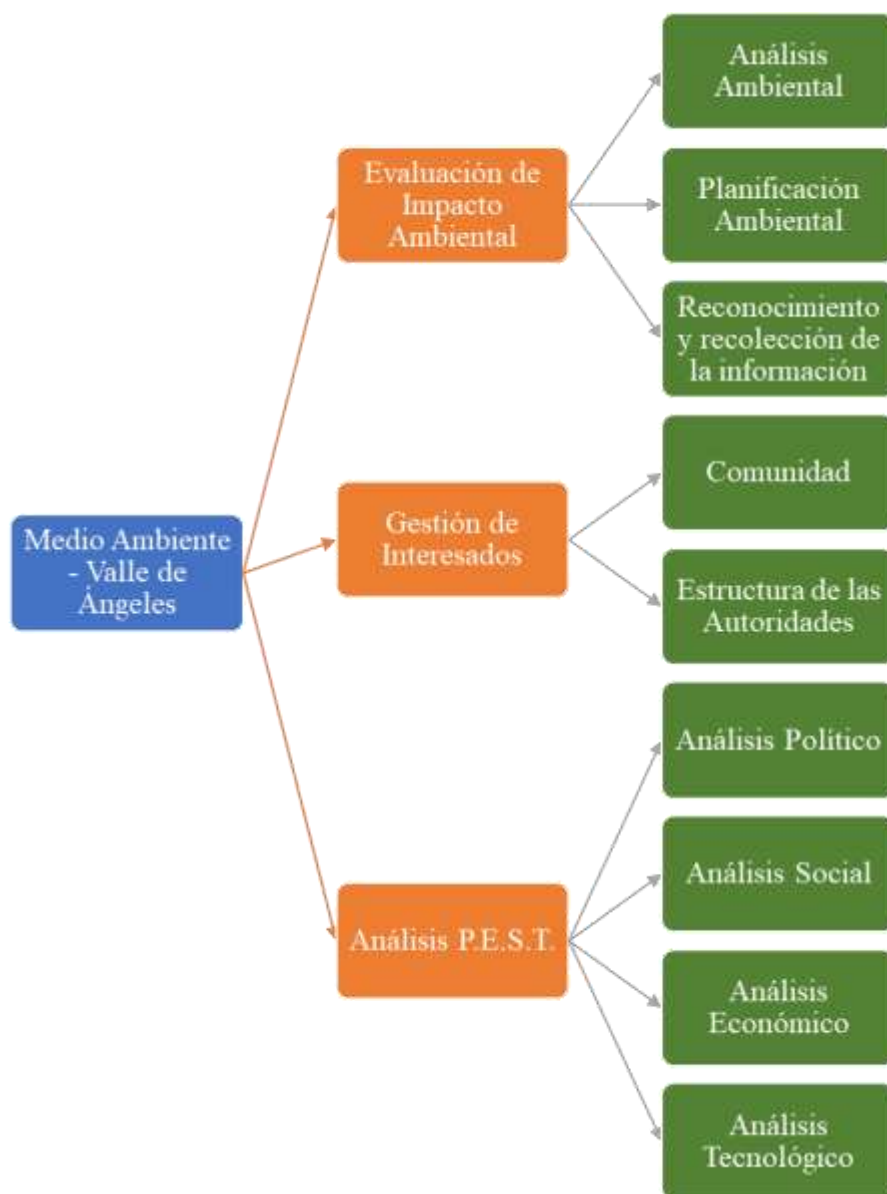 Medio Ambiente
- Valle de
Ángeles
Evaluación de
Impacto
Ambiental
Análisis
Ambiental
Planificación
Ambiental
Reconocimiento
y recolección de
la información
Gestión de
Interesados
Comunidad
Estructura de las
Autoridades
Análisis P.E.S.T.
Análisis Político
Análisis Social
Análisis
Económico
Análisis
Tecnológico